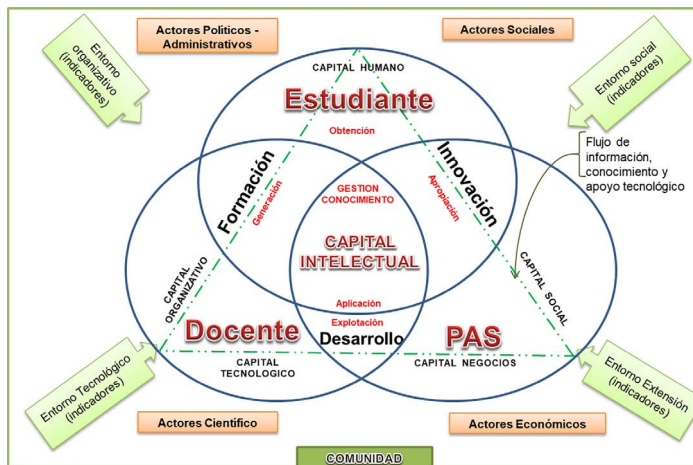 Actores Politicos -
Administrativos
Actores Sociales
Entorno
organizativo
(indicadores)
Entorno social
(indicadores)
CAPITAL HUMANO
Estudiante
Obtención
Formación
Generación
Innovación
Apropiación
Flujo de
información,
conocimiento y
apoyo tecnológico
GESTION
CONOCIMIENTO
CAPITAL
INTELECTUAL
CAPITAL
ORGANIZATIVO
CAPITAL SOCIAL
Aplicación
Explotación
Docente
Desarrollo
PAS
CAPITAL
TECNOLOGICO
CAPITAL NEGOCIOS
Entorno Tecnológico
(indicadores)
Entorno Extensión
(indicadores)
Actores Científico
Actores Económicos
COMUNIDAD